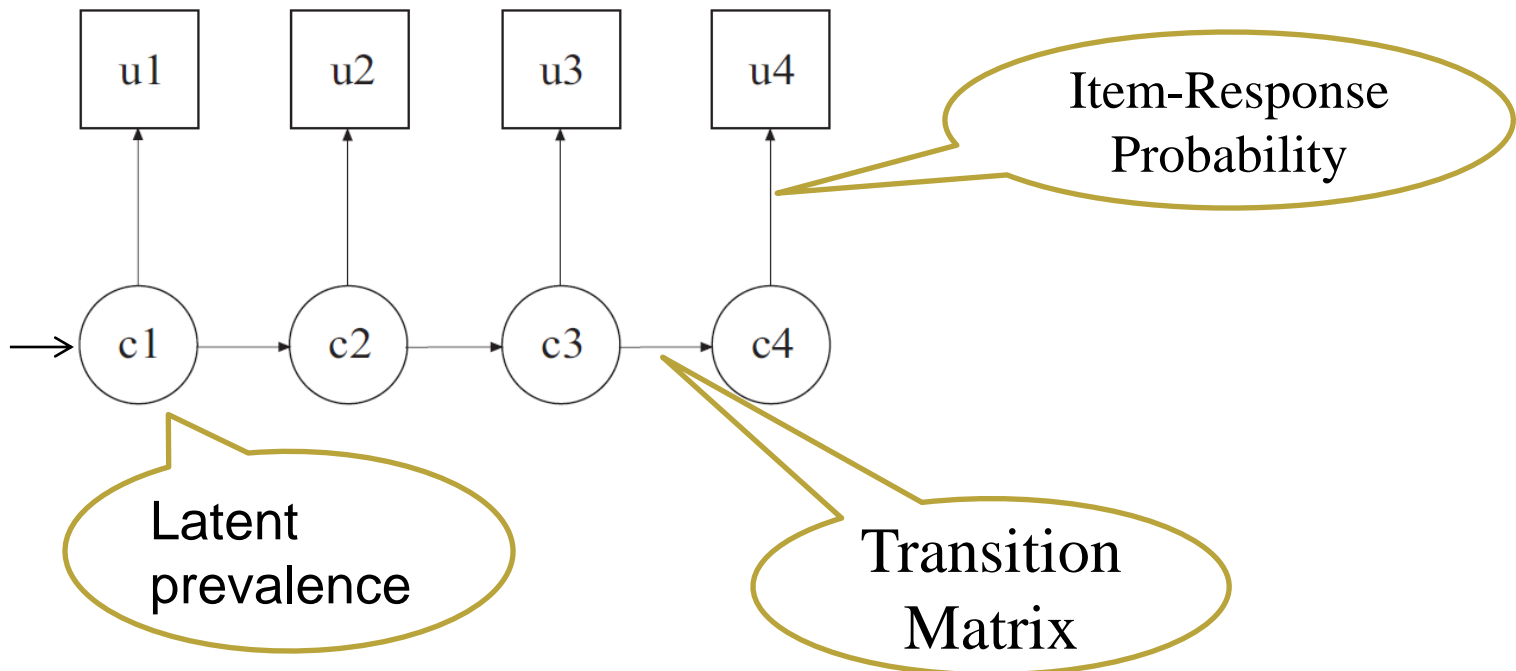 u1
u2
u3
u4
Item-Response
Probability
c1
c2
c3
c4
Latent
prevalence
Transition
Matrix